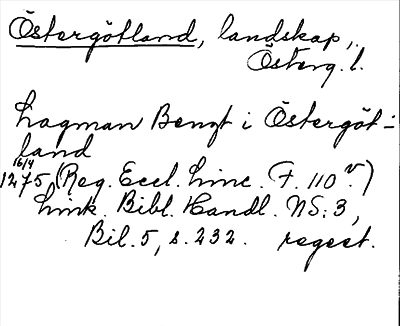 Östergötland, landskap,
Österg. l.
Lagman Bengt i Östergöt-
land
16/4
1275 (Reg. Eccl. Linc. F. 110 v.)
Link. Bibl. Handl. NS: 3,
Bil. 5, s. 232. regest.